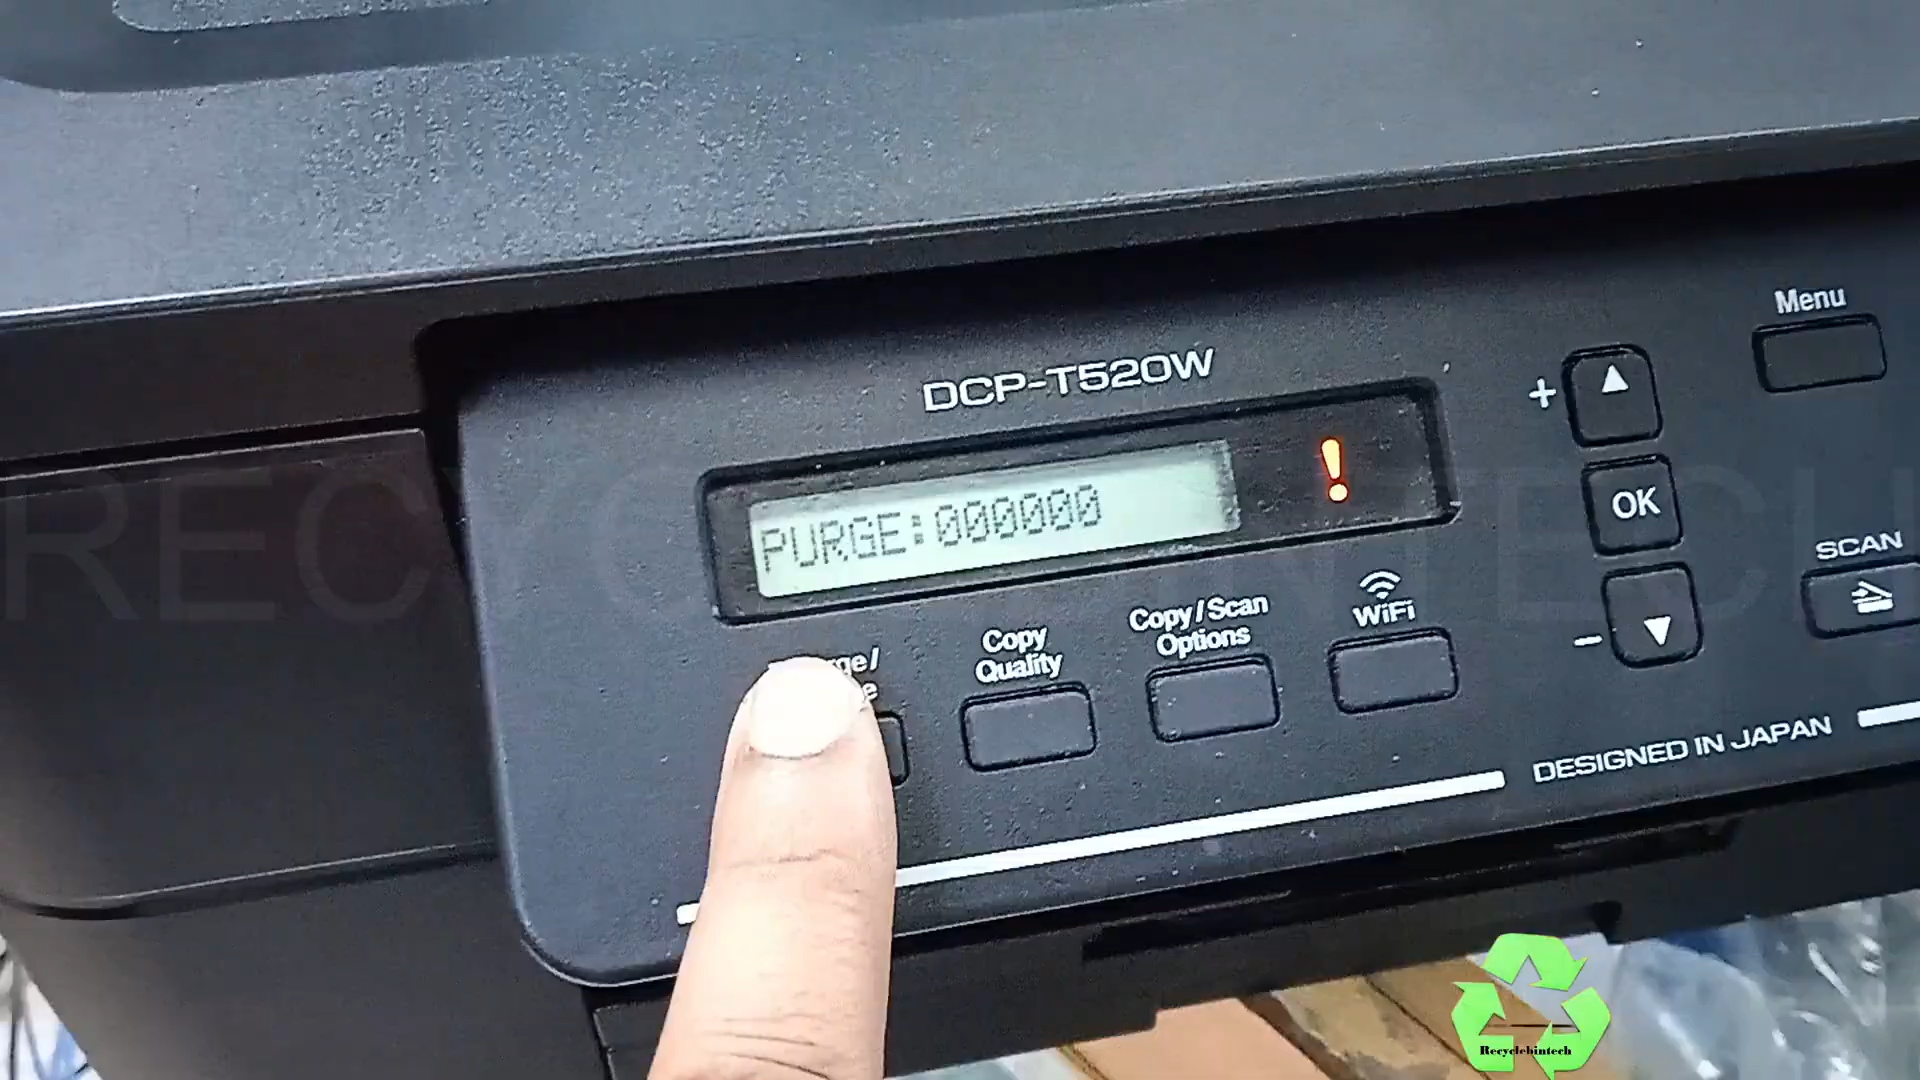 Menu
DCP-T520W
+
OK
PURGE:000000
SCAN
WiFi
Copy/Scan
Options
Copy
Quality
−
DESIGNED IN JAPAN
Recyclebintech